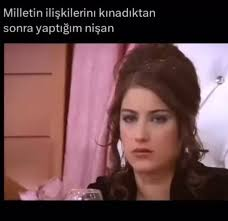 Milletin ilişkilerini kınadıktan
sonra yaptığım nişan